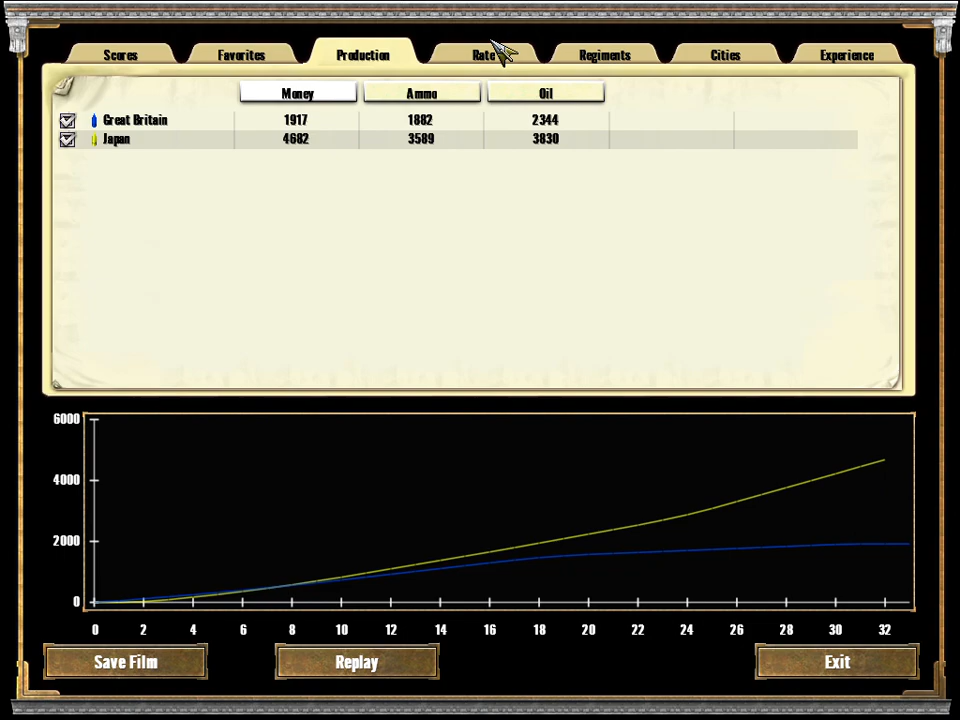 Scores Favorites Production Rate Regiments Cities Experience
Money Ammo Oil
Great Britain 1917 1882 2344
Japan 4682 3589 3830
6000
4000
2000
0
0 2 4 6 8 10 12 14 16 18 20 22 24 26 28 30 32
Save Film Replay Exit